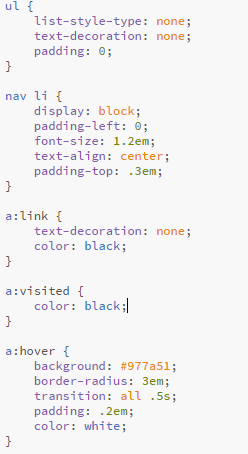 ul {
    list-style-type: none;
    text-decoration: none;
    padding: 0;
}

nav li {
    display: block;
    padding-left: 0;
    font-size: 1.2em;
    text-align: center;
    padding-top: .3em;
}

a:link {
    text-decoration: none;
    color: black;
}

a:visited {
    color: black;
}

a:hover {
    background: #977a51;
    border-radius: 3em;
    transition: all .5s;
    padding: .2em;
    color: white;
}